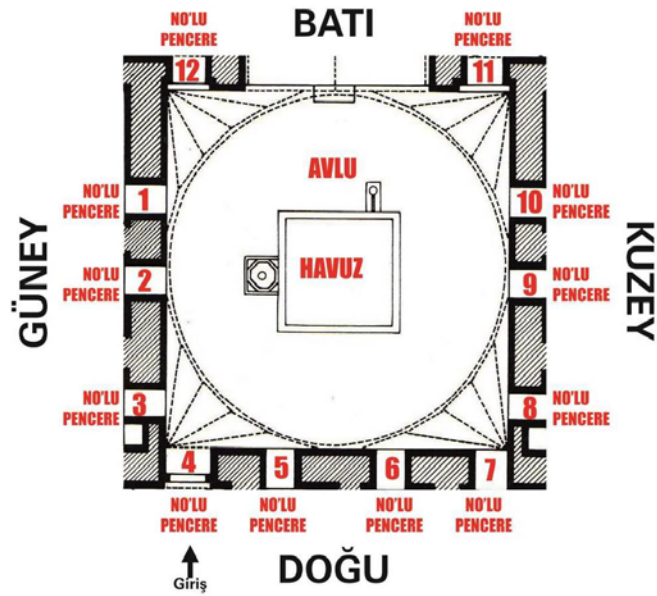 NO'LU
PENCERE
BATI
NO'LU
PENCERE
12
11
AVLU
NO'LU
PENCERE
1
10
NO'LU
PENCERE
GÜNEY
HAVUZ
KUZEY
NO'LU
PENCERE
2
9
NO'LU
PENCERE
NO'LU
PENCERE
3
8
NO'LU
PENCERE
4
5
6
7
NO'LU
PENCERE
NO'LU
PENCERE
NO'LU
PENCERE
NO'LU
PENCERE
Giriş
DOĞU